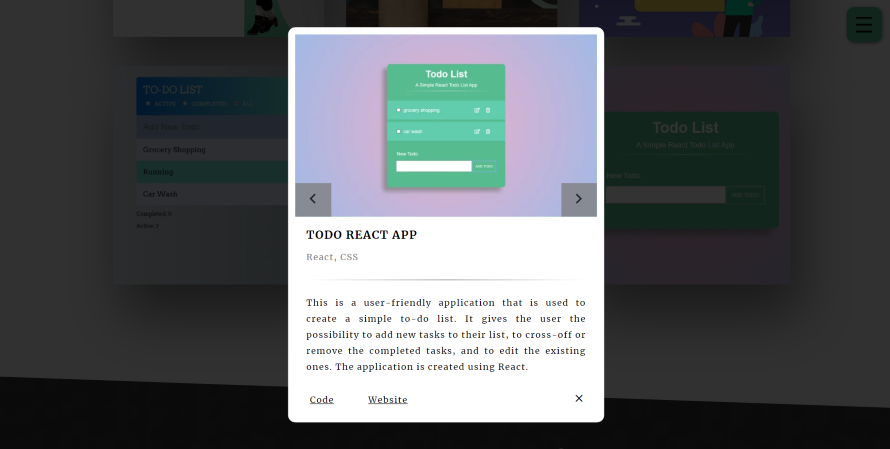 Todo List
A Simple React Todo List App
grocery shopping
car wash
New Todo
ADD TODO
TODO REACT APP
React, CSS
This is a user-friendly application that is used to
create a simple to-do list. It gives the user the
possibility to add new tasks to their list, to cross-off or
remove the completed tasks, and to edit the existing
ones. The application is created using React.
Code Website
TO-DO LIST
ACTIVE COMPLETED ALL
Add New Todo
Grocery Shopping
Running
Car Wash
Completed: 0
Todo List
A Simple React Todo List App
New Todo
ADD TODO